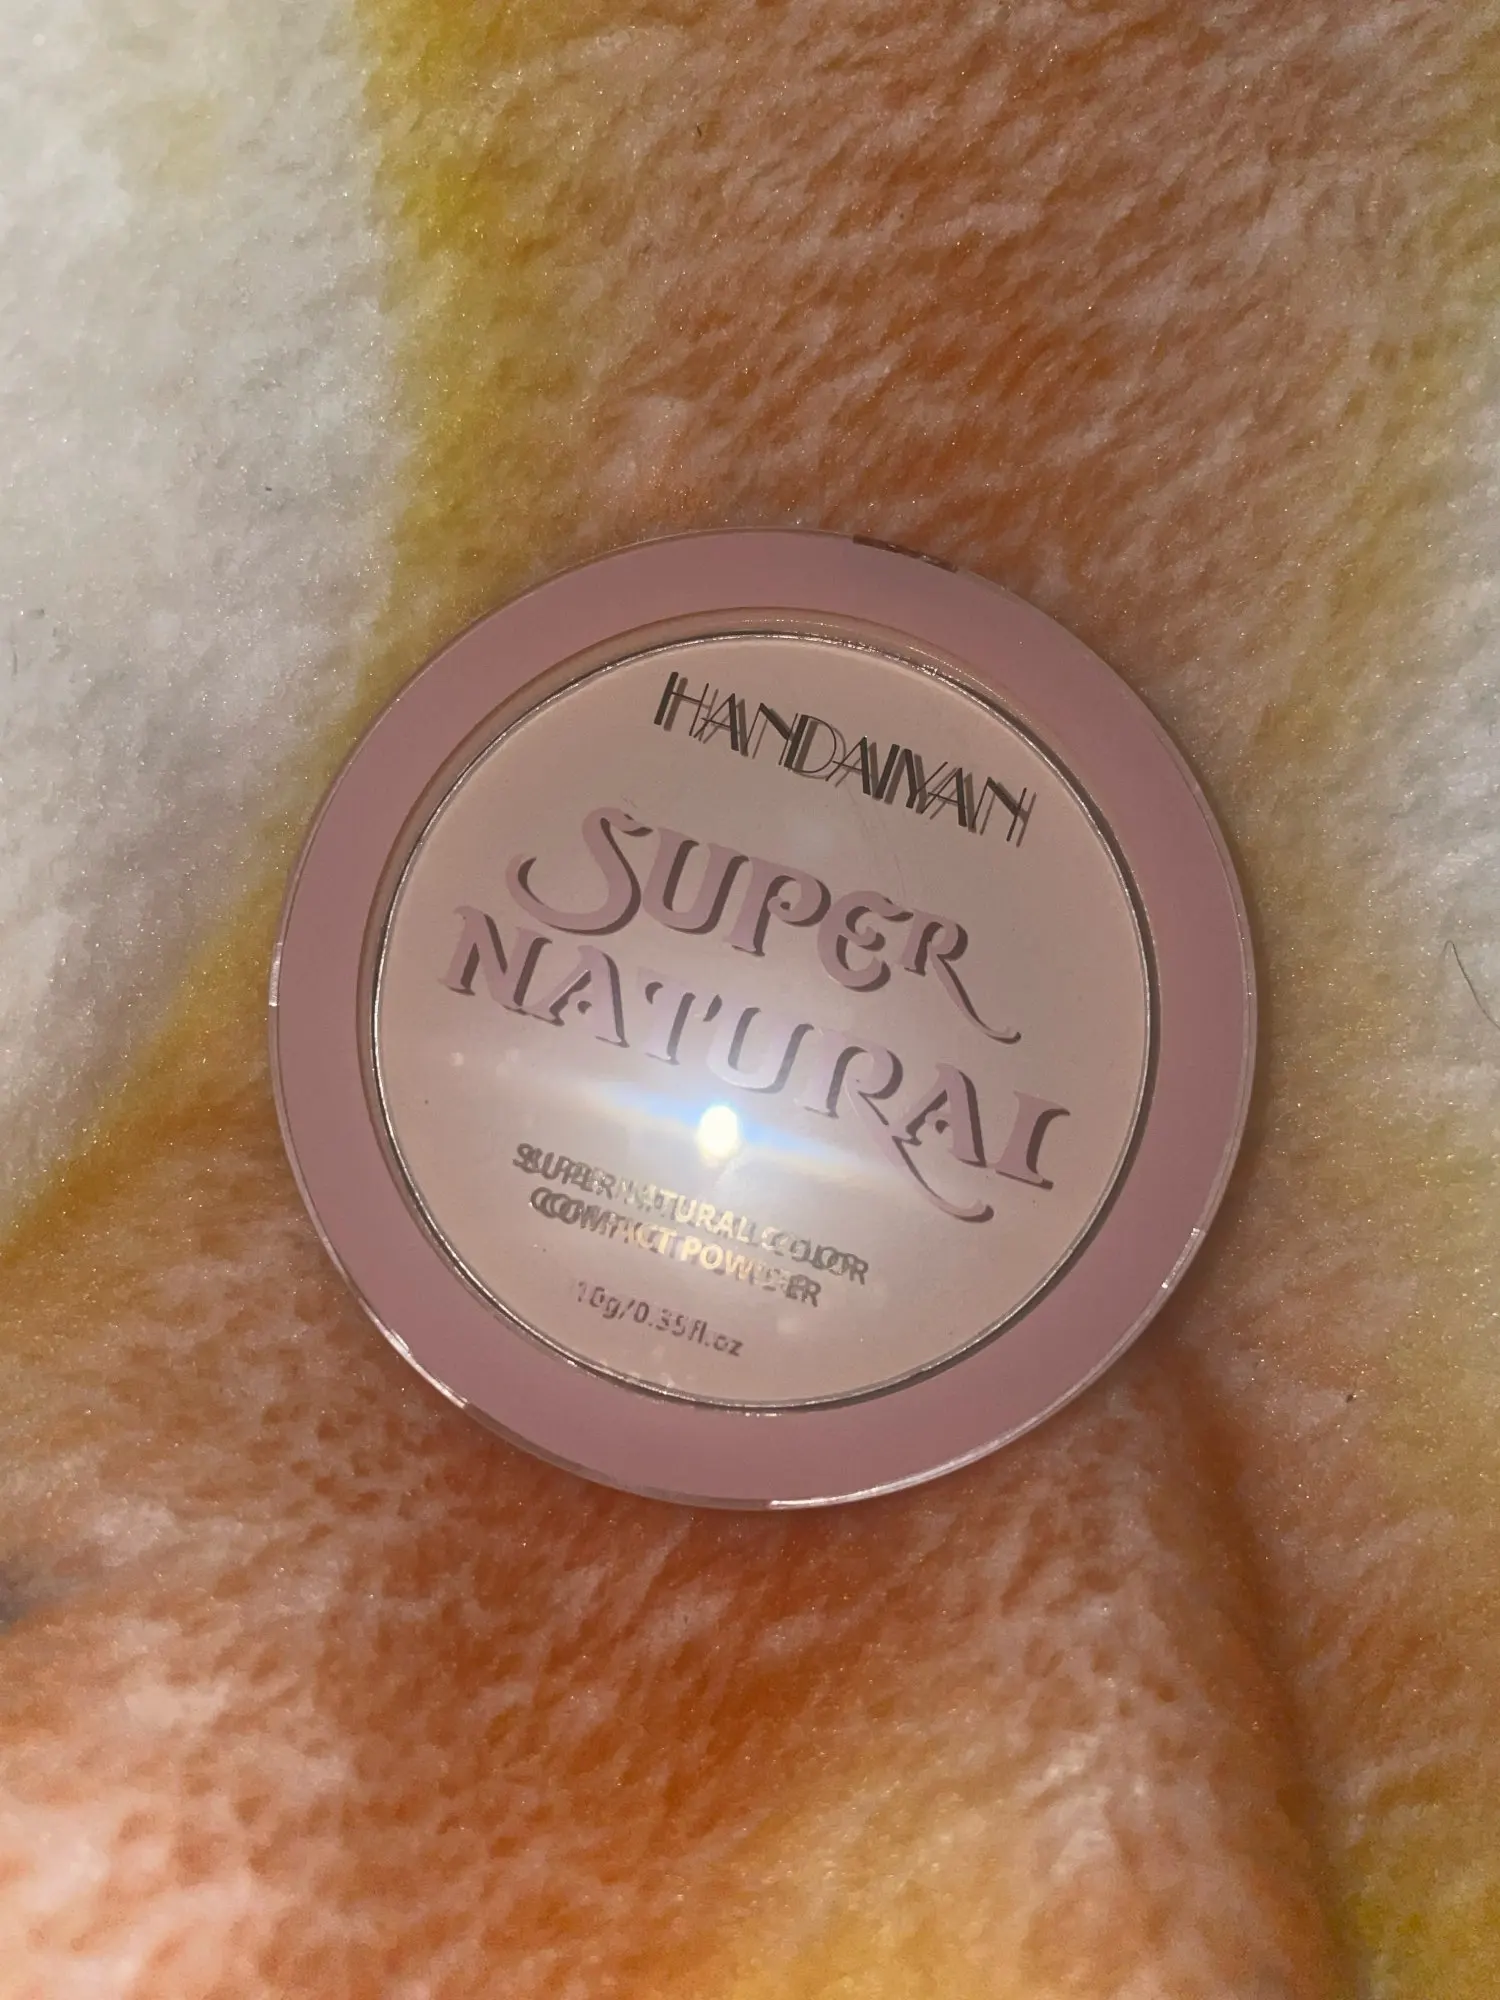 HANDAIYAN
SUPER
NATURAL
SUPER NATURAL COLOR
COMPACT POWDER
10g/0.35fl.oz